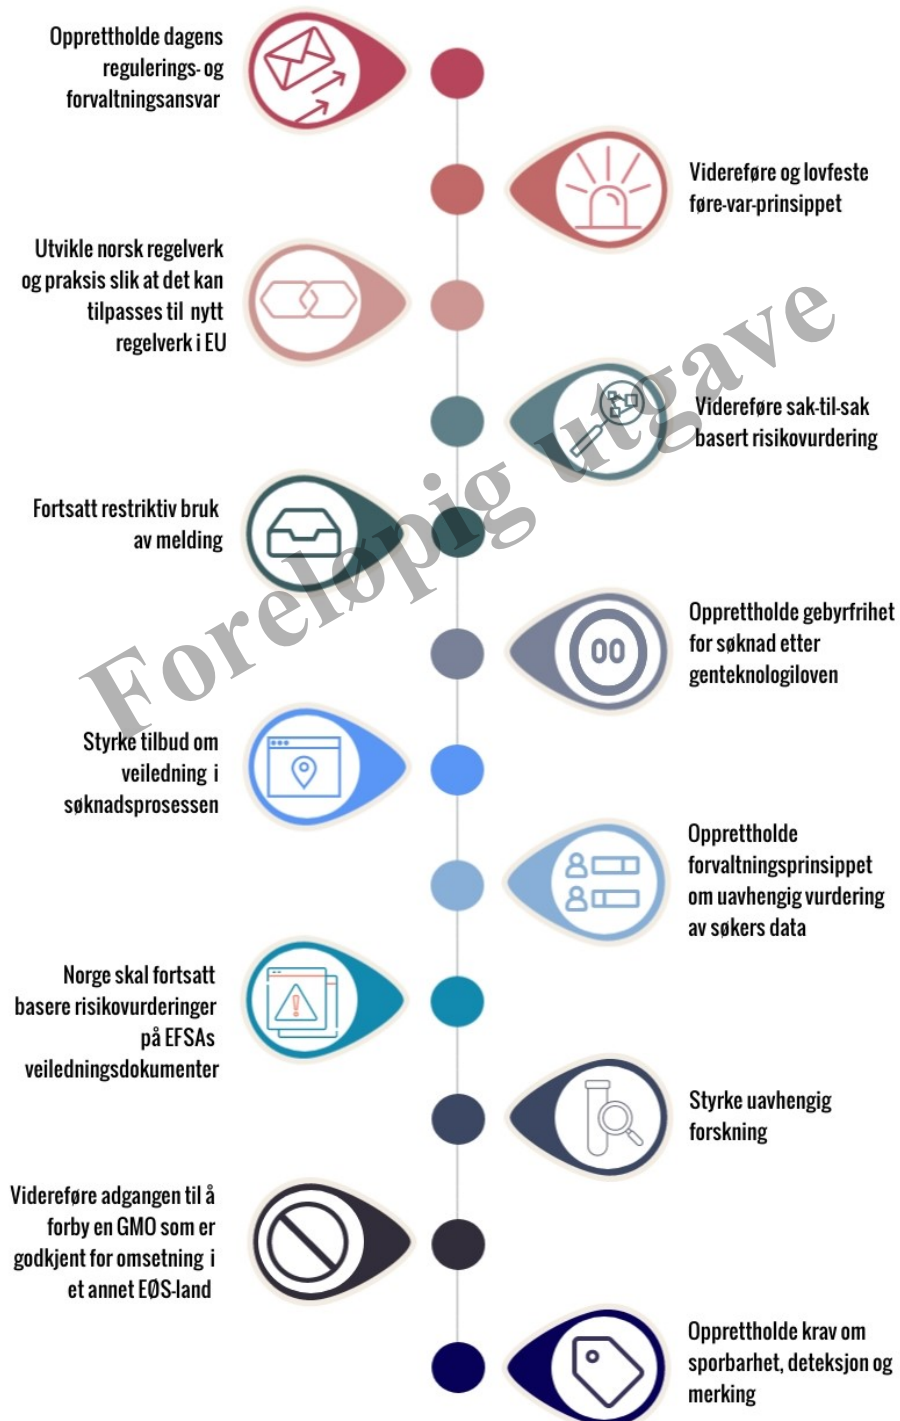 Opprettholde dagens
regulerings- og
forvaltningsansvar
Videreføre og lovfeste
føre-var-prinsippet
Utvikle norsk regelverk
og praksis slik at det kan
tilpasses til nytt
regelverk i EU
Videreføre sak-til-sak
basert risikovurdering
Fortsatt restriktiv bruk
av melding
Opprettholde gebyrfrihet
for søknad etter
genteknologiloven
00
Foreløpig utgave
Styrke tilbud om
veiledning i
søknadsprosessen
Opprettholde
forvaltningsprinsippet
om uavhengig vurdering
av søkers data
Norge skal fortsatt
basere risikovurderinger
på EFSAs
veiledningsdokumenter
Styrke uavhengig
forskning
Videreføre adgangen til å
forby en GMO som er
godkjent for omsetning i
et annet EØS-land
Opprettholde krav om
sporbarhet, deteksjon og
merking